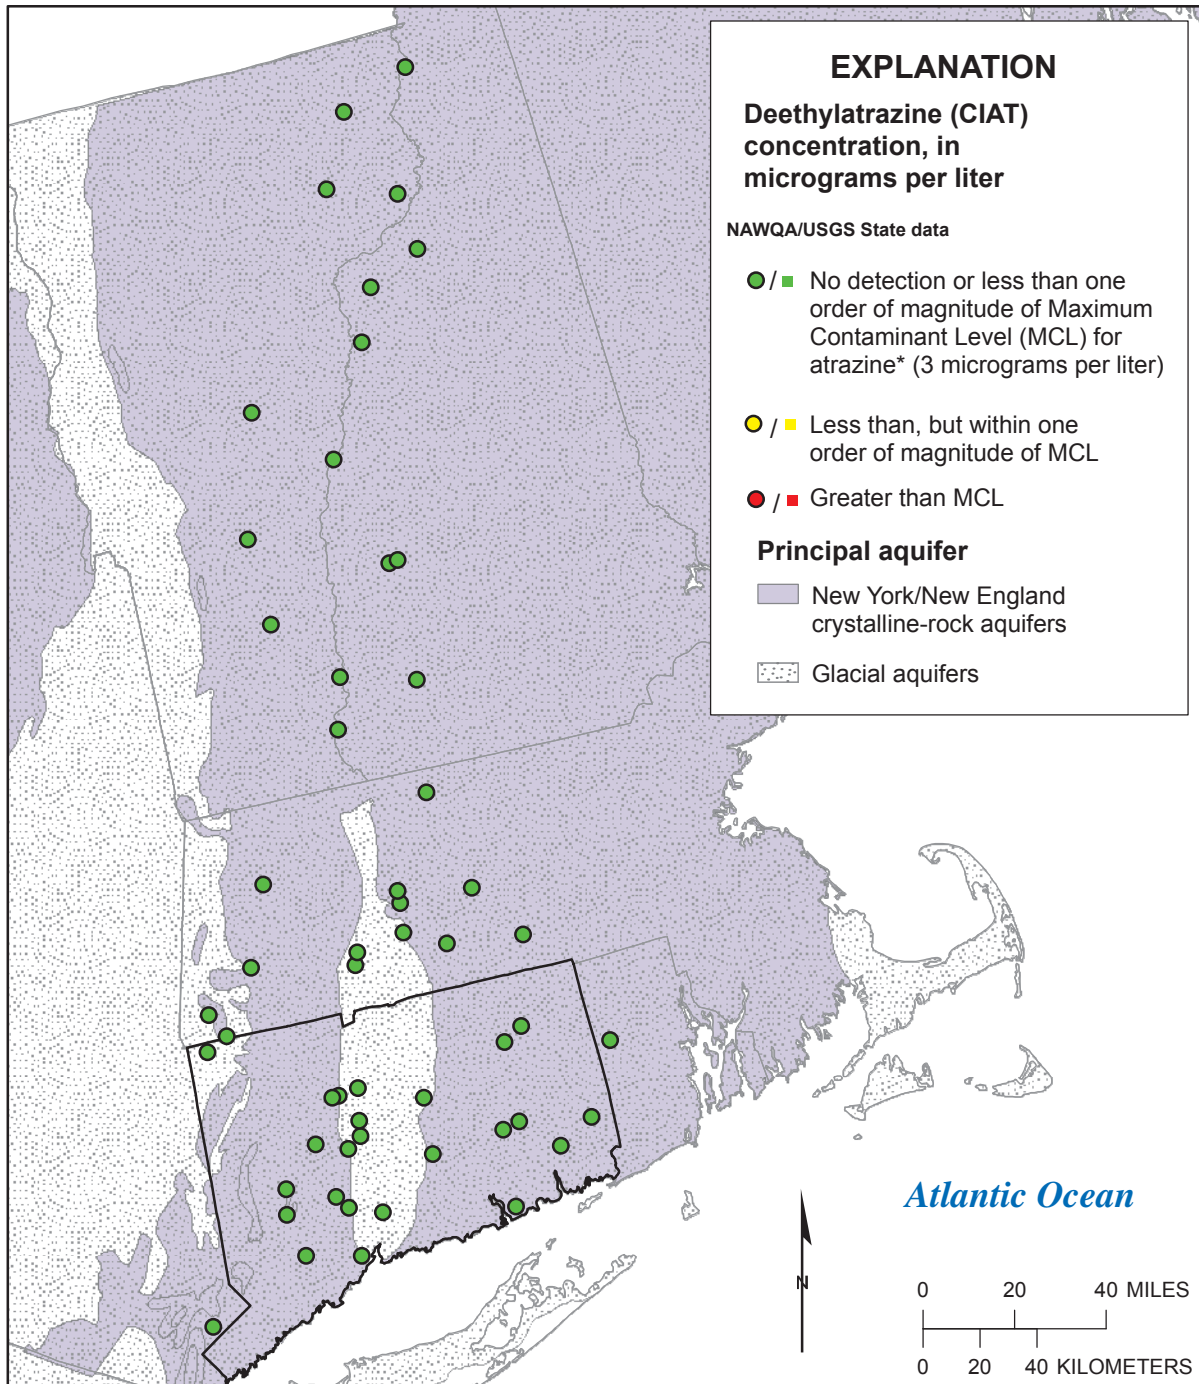 EXPLANATION
Deethylatrazine (CIAT)
concentration, in
micrograms per liter
NAWQA/USGS State data
/ No detection or less than one
order of magnitude of Maximum
Contaminant Level (MCL) for
atrazine* (3 micrograms per liter)
/ Less than, but within one
order of magnitude of MCL
/ Greater than MCL
Principal aquifer
New York/New England
crystalline-rock aquifers
Glacial aquifers
Atlantic Ocean
N
0 20 40 MILES
0 20 40 KILOMETERS